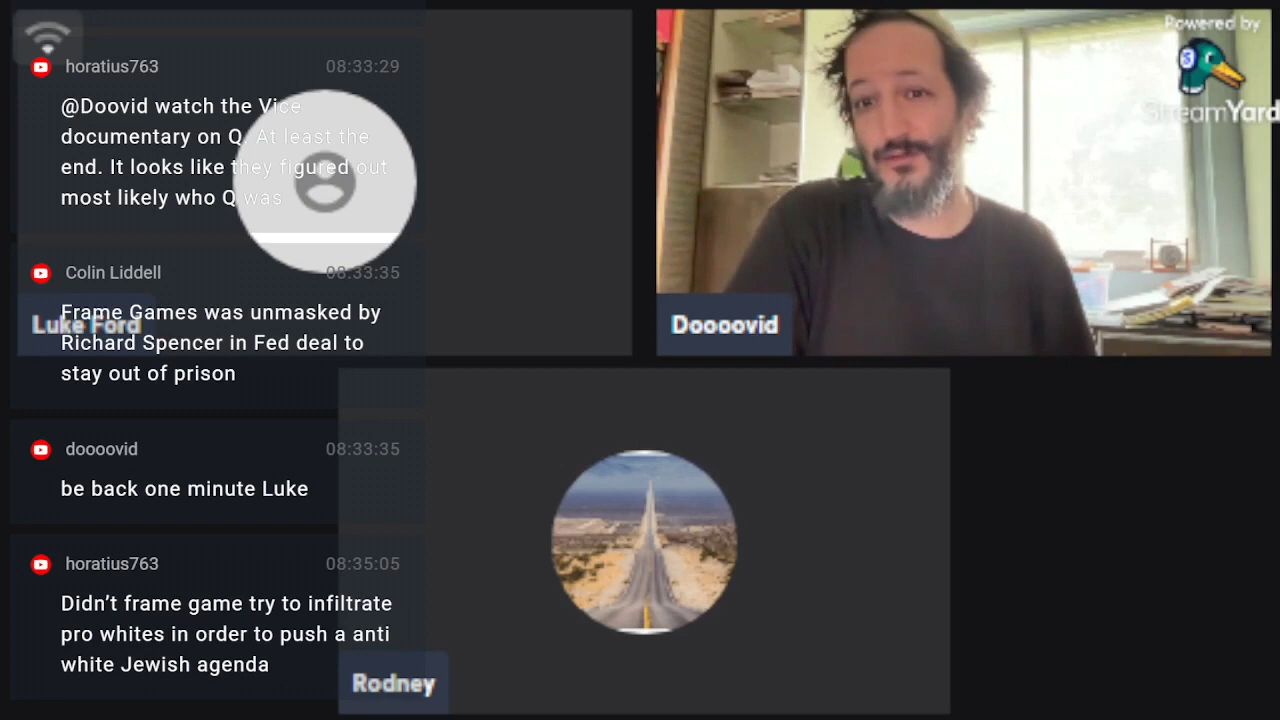 horatius763 08:33:29
@Doovid watch the Vice
documentary on Q. At least the
end. It looks like they figured out
most likely who Q was
Colin Liddell 08:33:35
Frame Games was unmasked by
Richard Spencer in Fed deal to
stay out of prison
Luke Ford
doooovid 08:33:35
be back one minute Luke
horatius763 08:35:05
Didn’t frame game try to infiltrate
pro whites in order to push a anti
white Jewish agenda
Powered by
StreamYard
Doooovid
Rodney